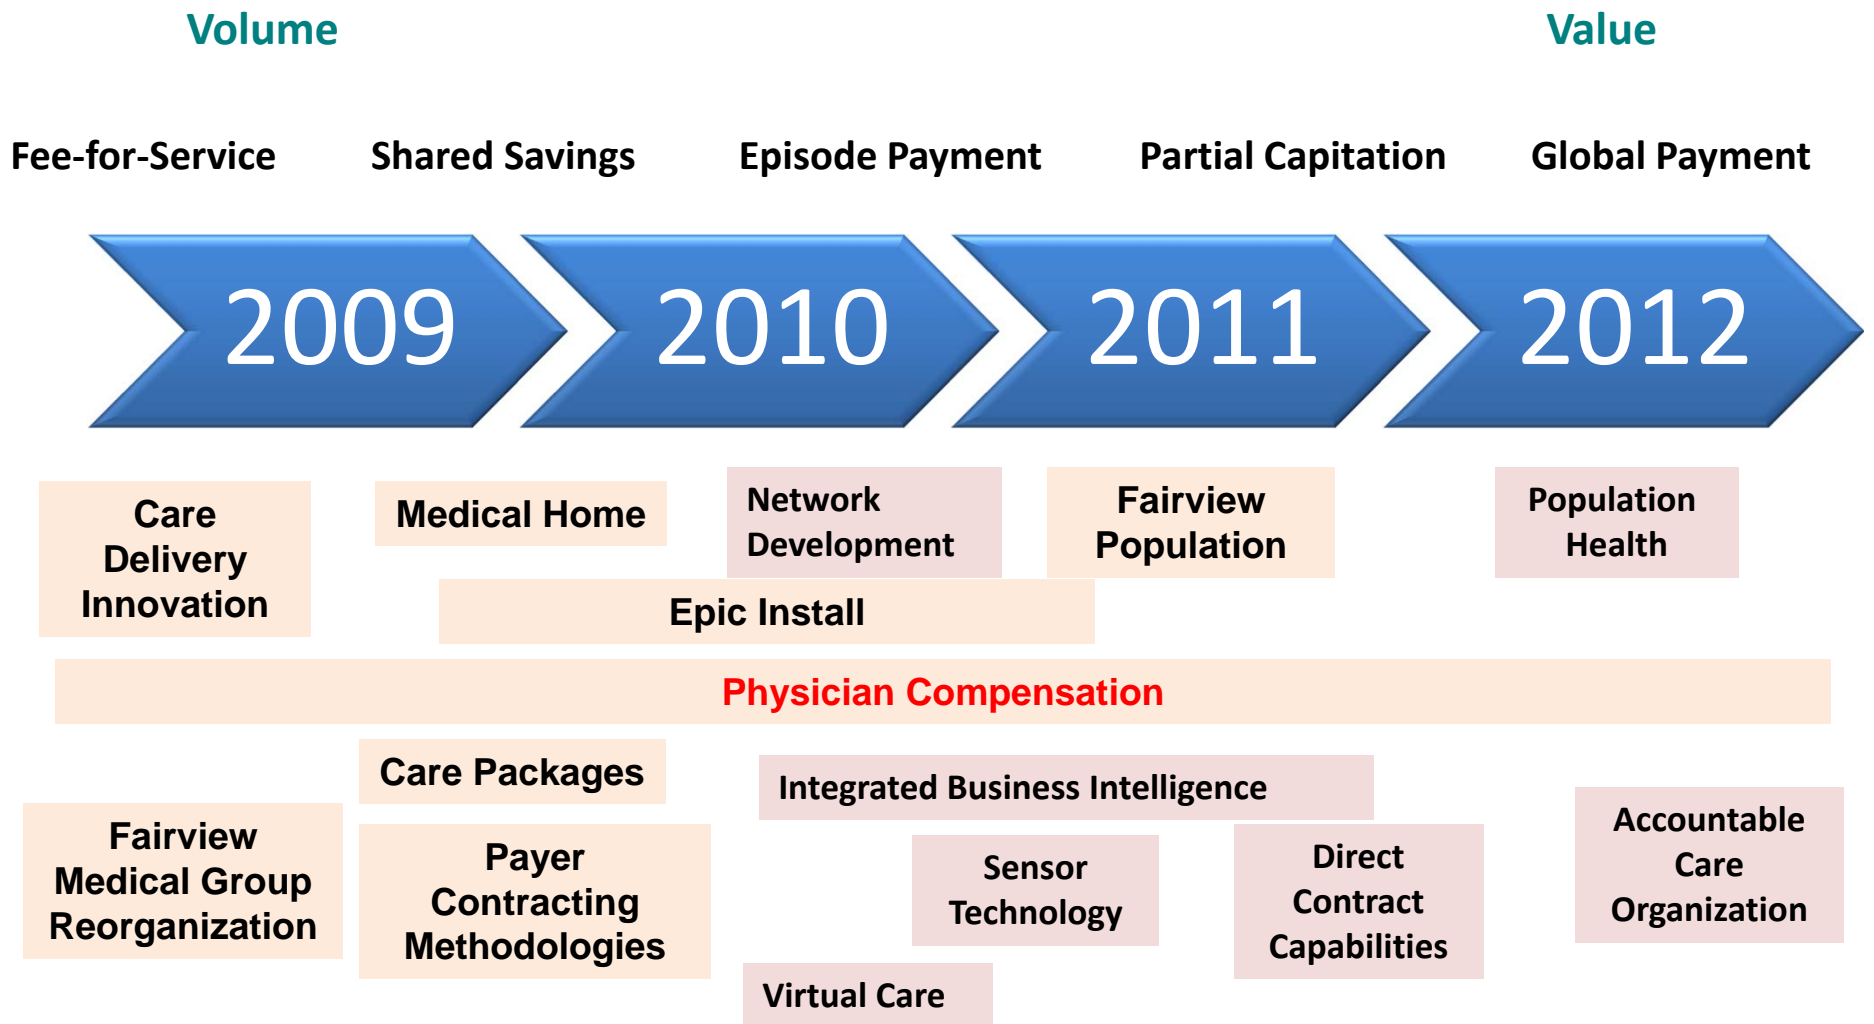 Volume
Value
Fee-for-Service
Shared Savings
Episode Payment
Partial Capitation
Global Payment
2009
2010
2011
2012
Care
Delivery
Innovation
Medical Home
Network
Development
Fairview
Population
Population
Health
Epic Install
Physician Compensation
Care Packages
Integrated Business Intelligence
Fairview
Medical Group
Reorganization
Payer
Contracting
Methodologies
Sensor
Technology
Direct
Contract
Capabilities
Accountable
Care
Organization
Virtual Care